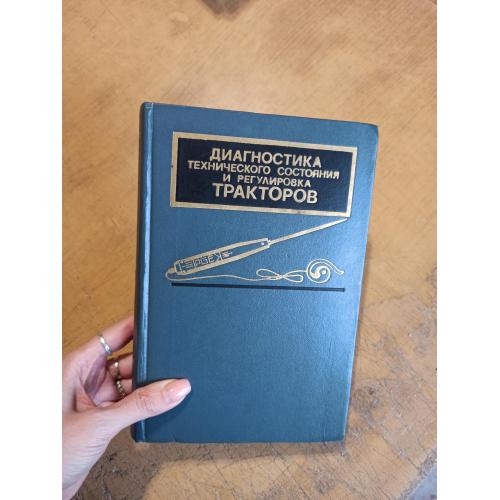 ДИАГНОСТИКА
ТЕХНИЧЕСКОГО СОСТОЯНИЯ
И РЕГУЛИРОВКА
ТРАКТОРОВ